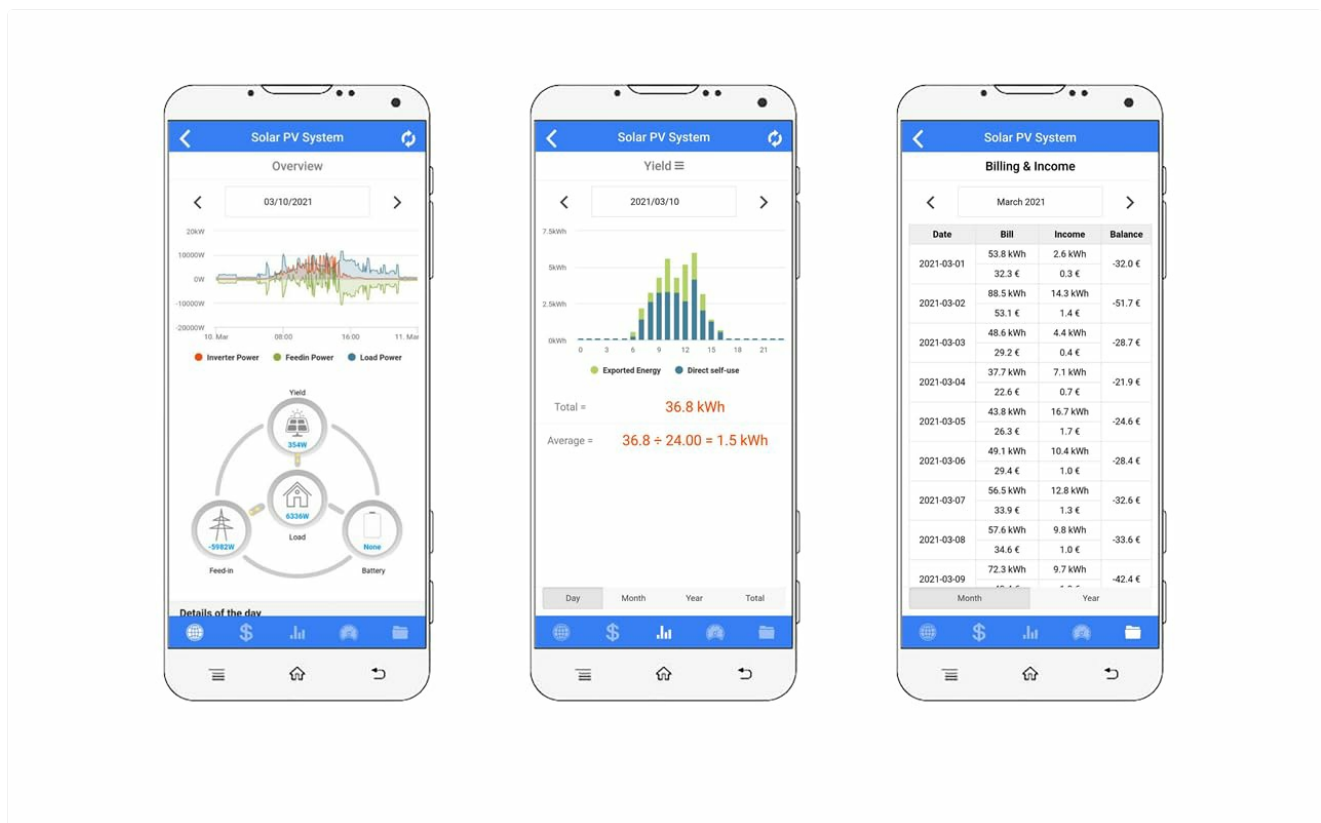 Solar PV System
Overview
03/10/2021
20kW
10000W
0W
-10000W
-20000W
10. Mar 08:00 16:00 11. Mar
Inverter Power Feedin Power Load Power
Yield
354W
6336W
Load
-5982W
Feed-in
None
Battery
Details of the day
Solar PV System
Yield
2021/03/10
7.5kWh
5kWh
2.5kWh
0kWh
0 3 6 9 12 15 18 21
Exported Energy Direct self-use
Total = 36.8 kWh
Average = 36.8 ÷ 24.00 = 1.5 kWh
Day Month Year Total
Solar PV System
Billing & Income
March 2021
Date Bill Income Balance
53.8 kWh 2.6 kWh
2021-03-01 -32.0 €
32.3 € 0.3 €
88.5 kWh 14.3 kWh
2021-03-02 -51.7 €
53.1 € 1.4 €
48.6 kWh 4.4 kWh
2021-03-03 -28.7 €
29.2 € 0.4 €
37.7 kWh 7.1 kWh
2021-03-04 -21.9 €
22.6 € 0.7 €
43.8 kWh 16.7 kWh
2021-03-05 -24.6 €
26.3 € 1.7 €
49.1 kWh 10.4 kWh
2021-03-06 -28.4 €
29.4 € 1.0 €
56.5 kWh 12.8 kWh
2021-03-07 -32.6 €
33.9 € 1.3 €
57.6 kWh 9.8 kWh
2021-03-08 -33.6 €
34.6 € 1.0 €
72.3 kWh 9.7 kWh
2021-03-09 -42.4 €
Month Year